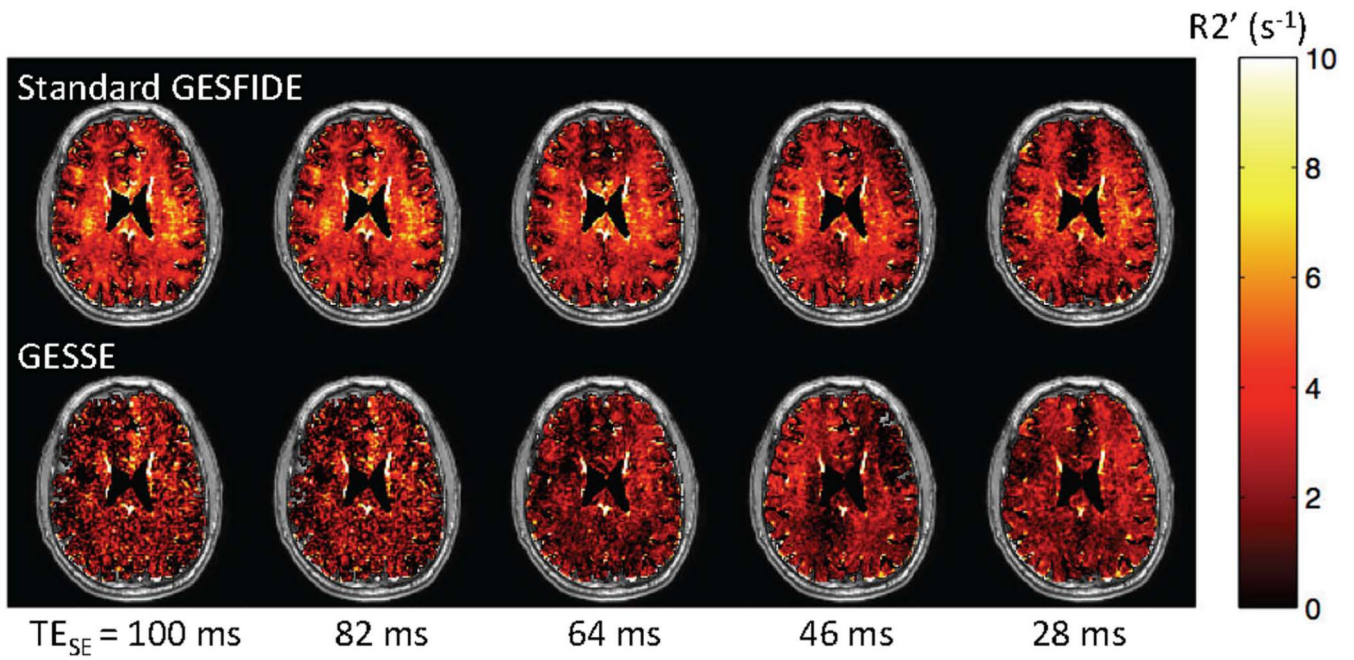 R2' (s⁻¹)
Standard GESFIDE
10
8
6
GESSE
4
2
0
TE_SE = 100 ms 82 ms 64 ms 46 ms 28 ms